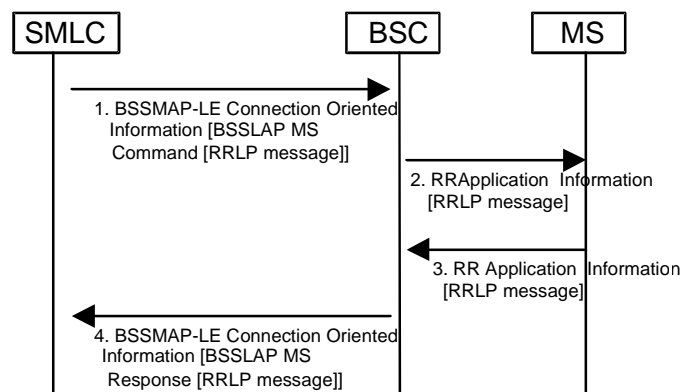 SMLC
BSC
MS
1. BSSMAP-LE Connection Oriented
Information [BSSLAP MS
Command [RRLP message]]
2. RRApplication Information
[RRLP message]
3. RR Application Information
[RRLP message]
4. BSSMAP-LE Connection Oriented
Information [BSSLAP MS
Response [RRLP message]]